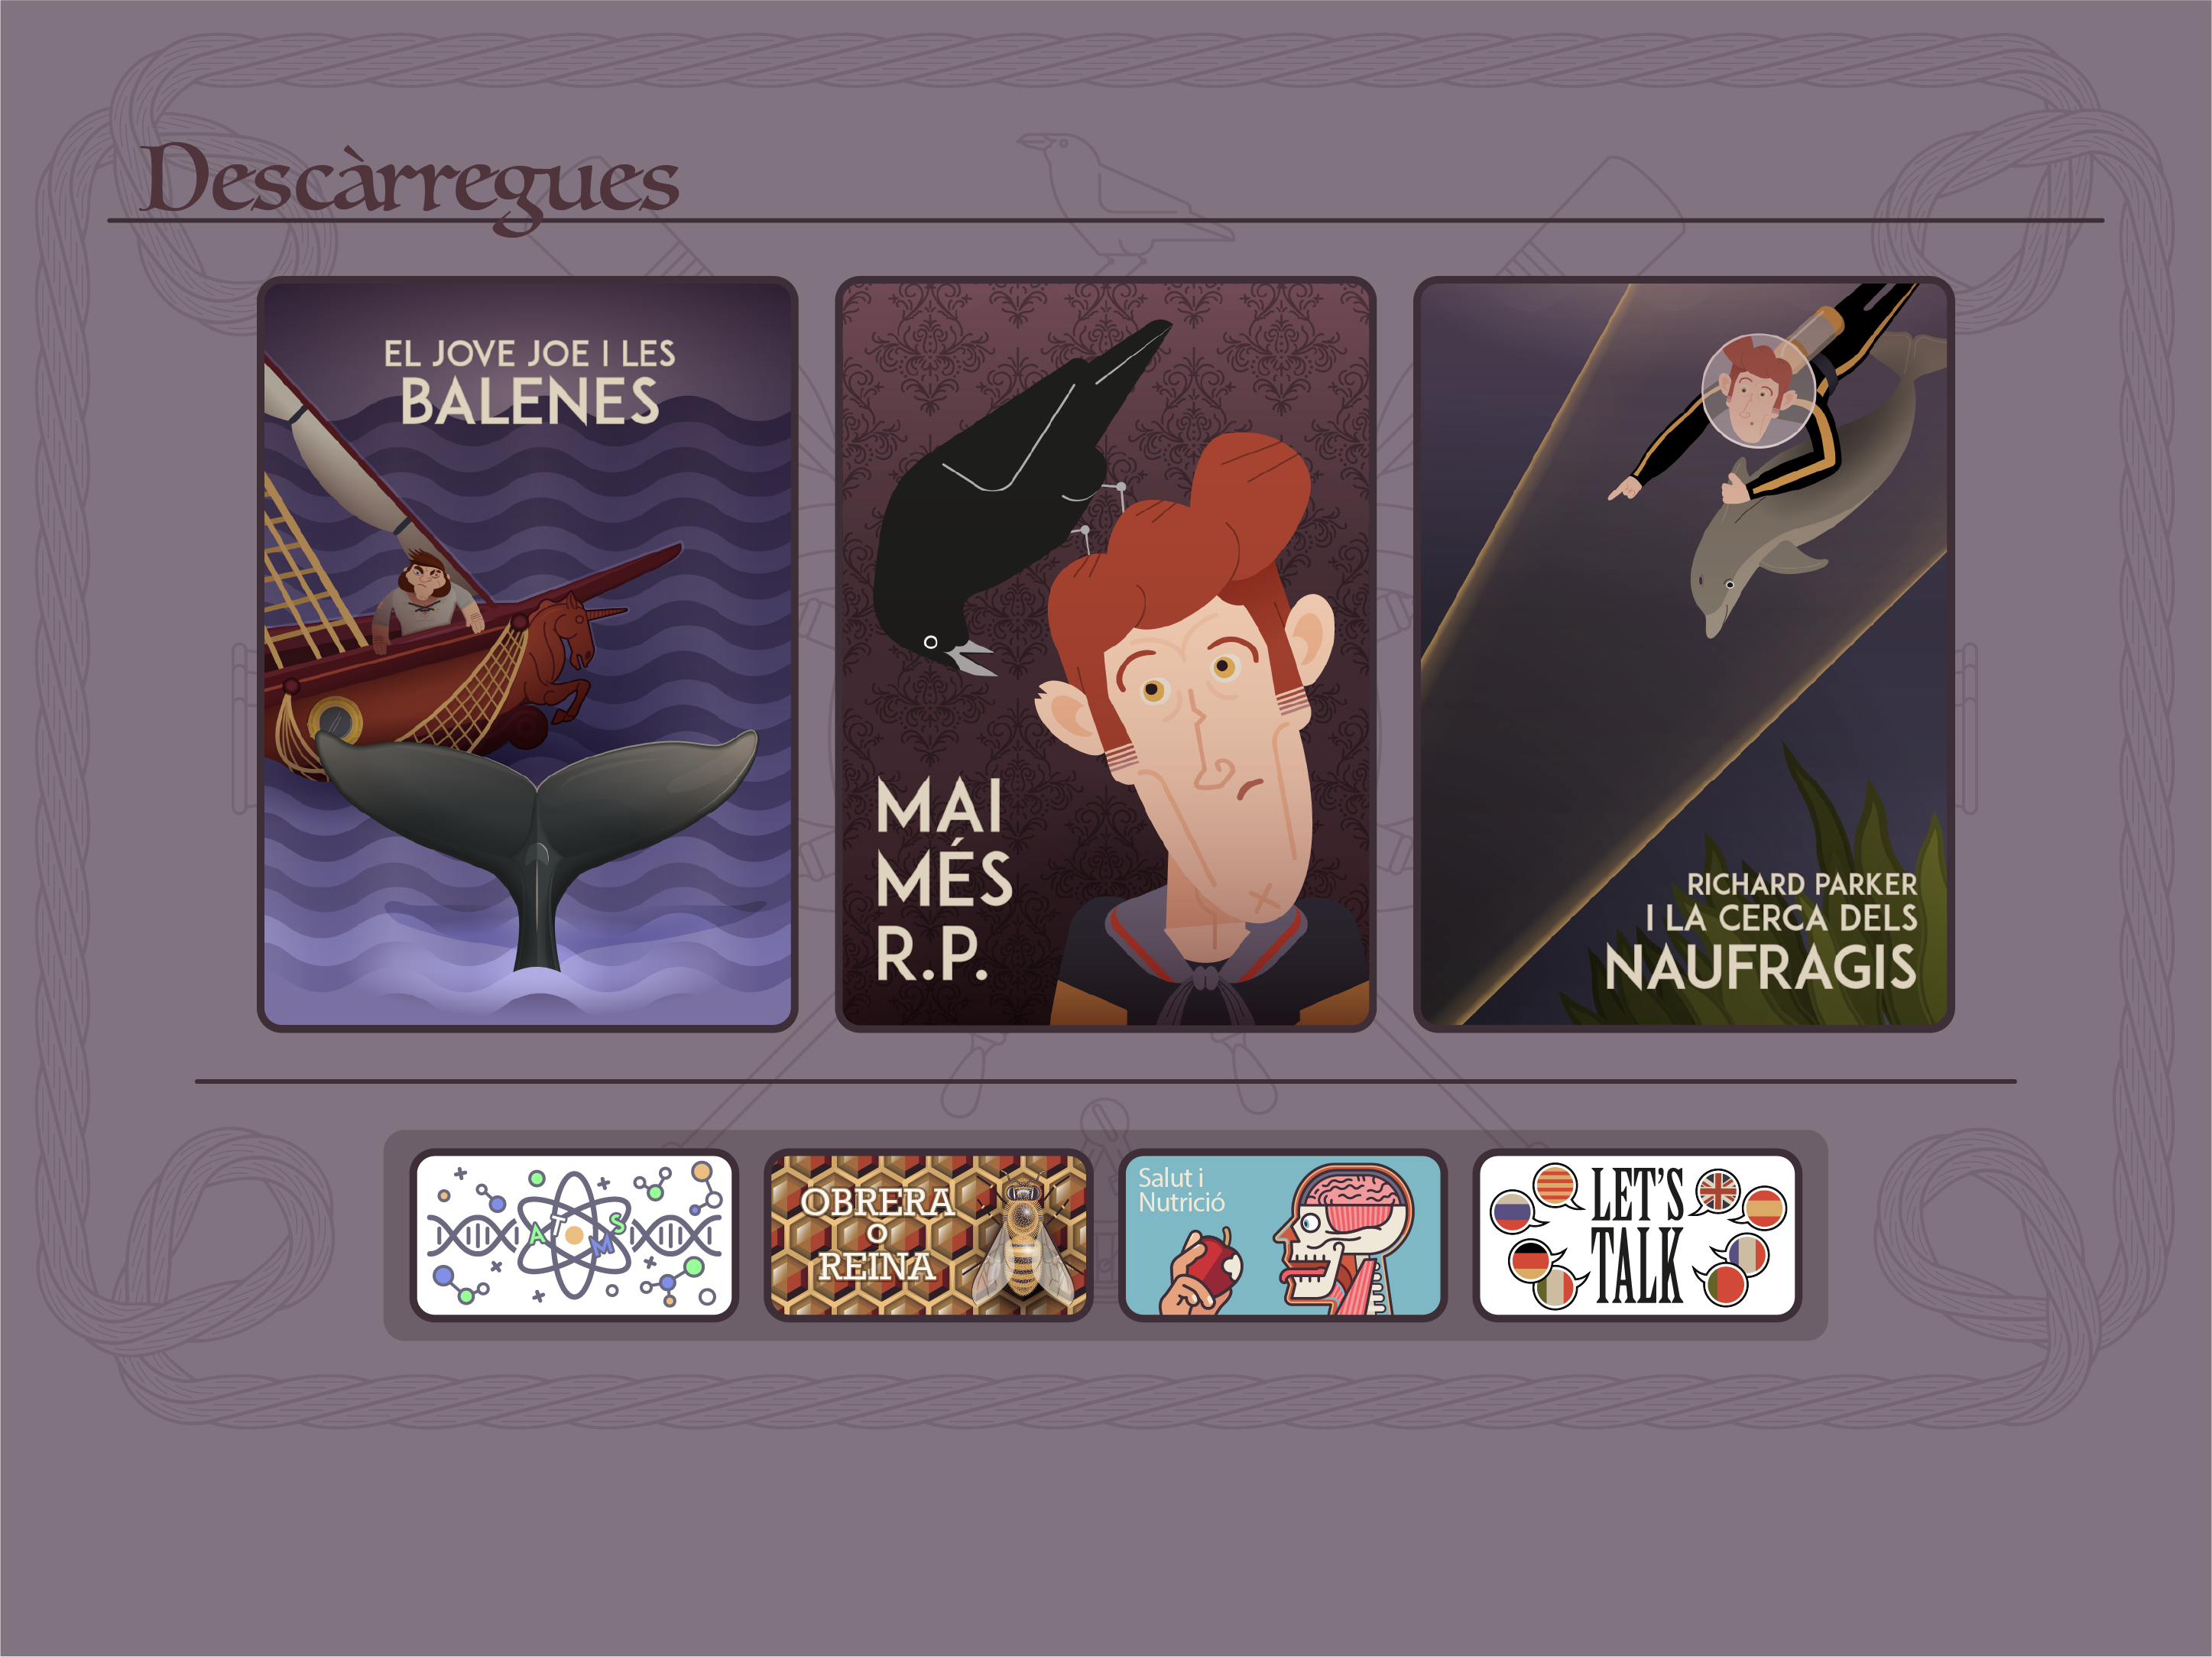 Descàrregues
EL JOVE JOE I LES
BALENES
MAI
MÉS
R.P.
RICHARD PARKER
I LA CERCA DELS
NAUFRAGIS
ATMS
OBRERA
O
REINA
Salut i
Nutrició
LET'S
TALK